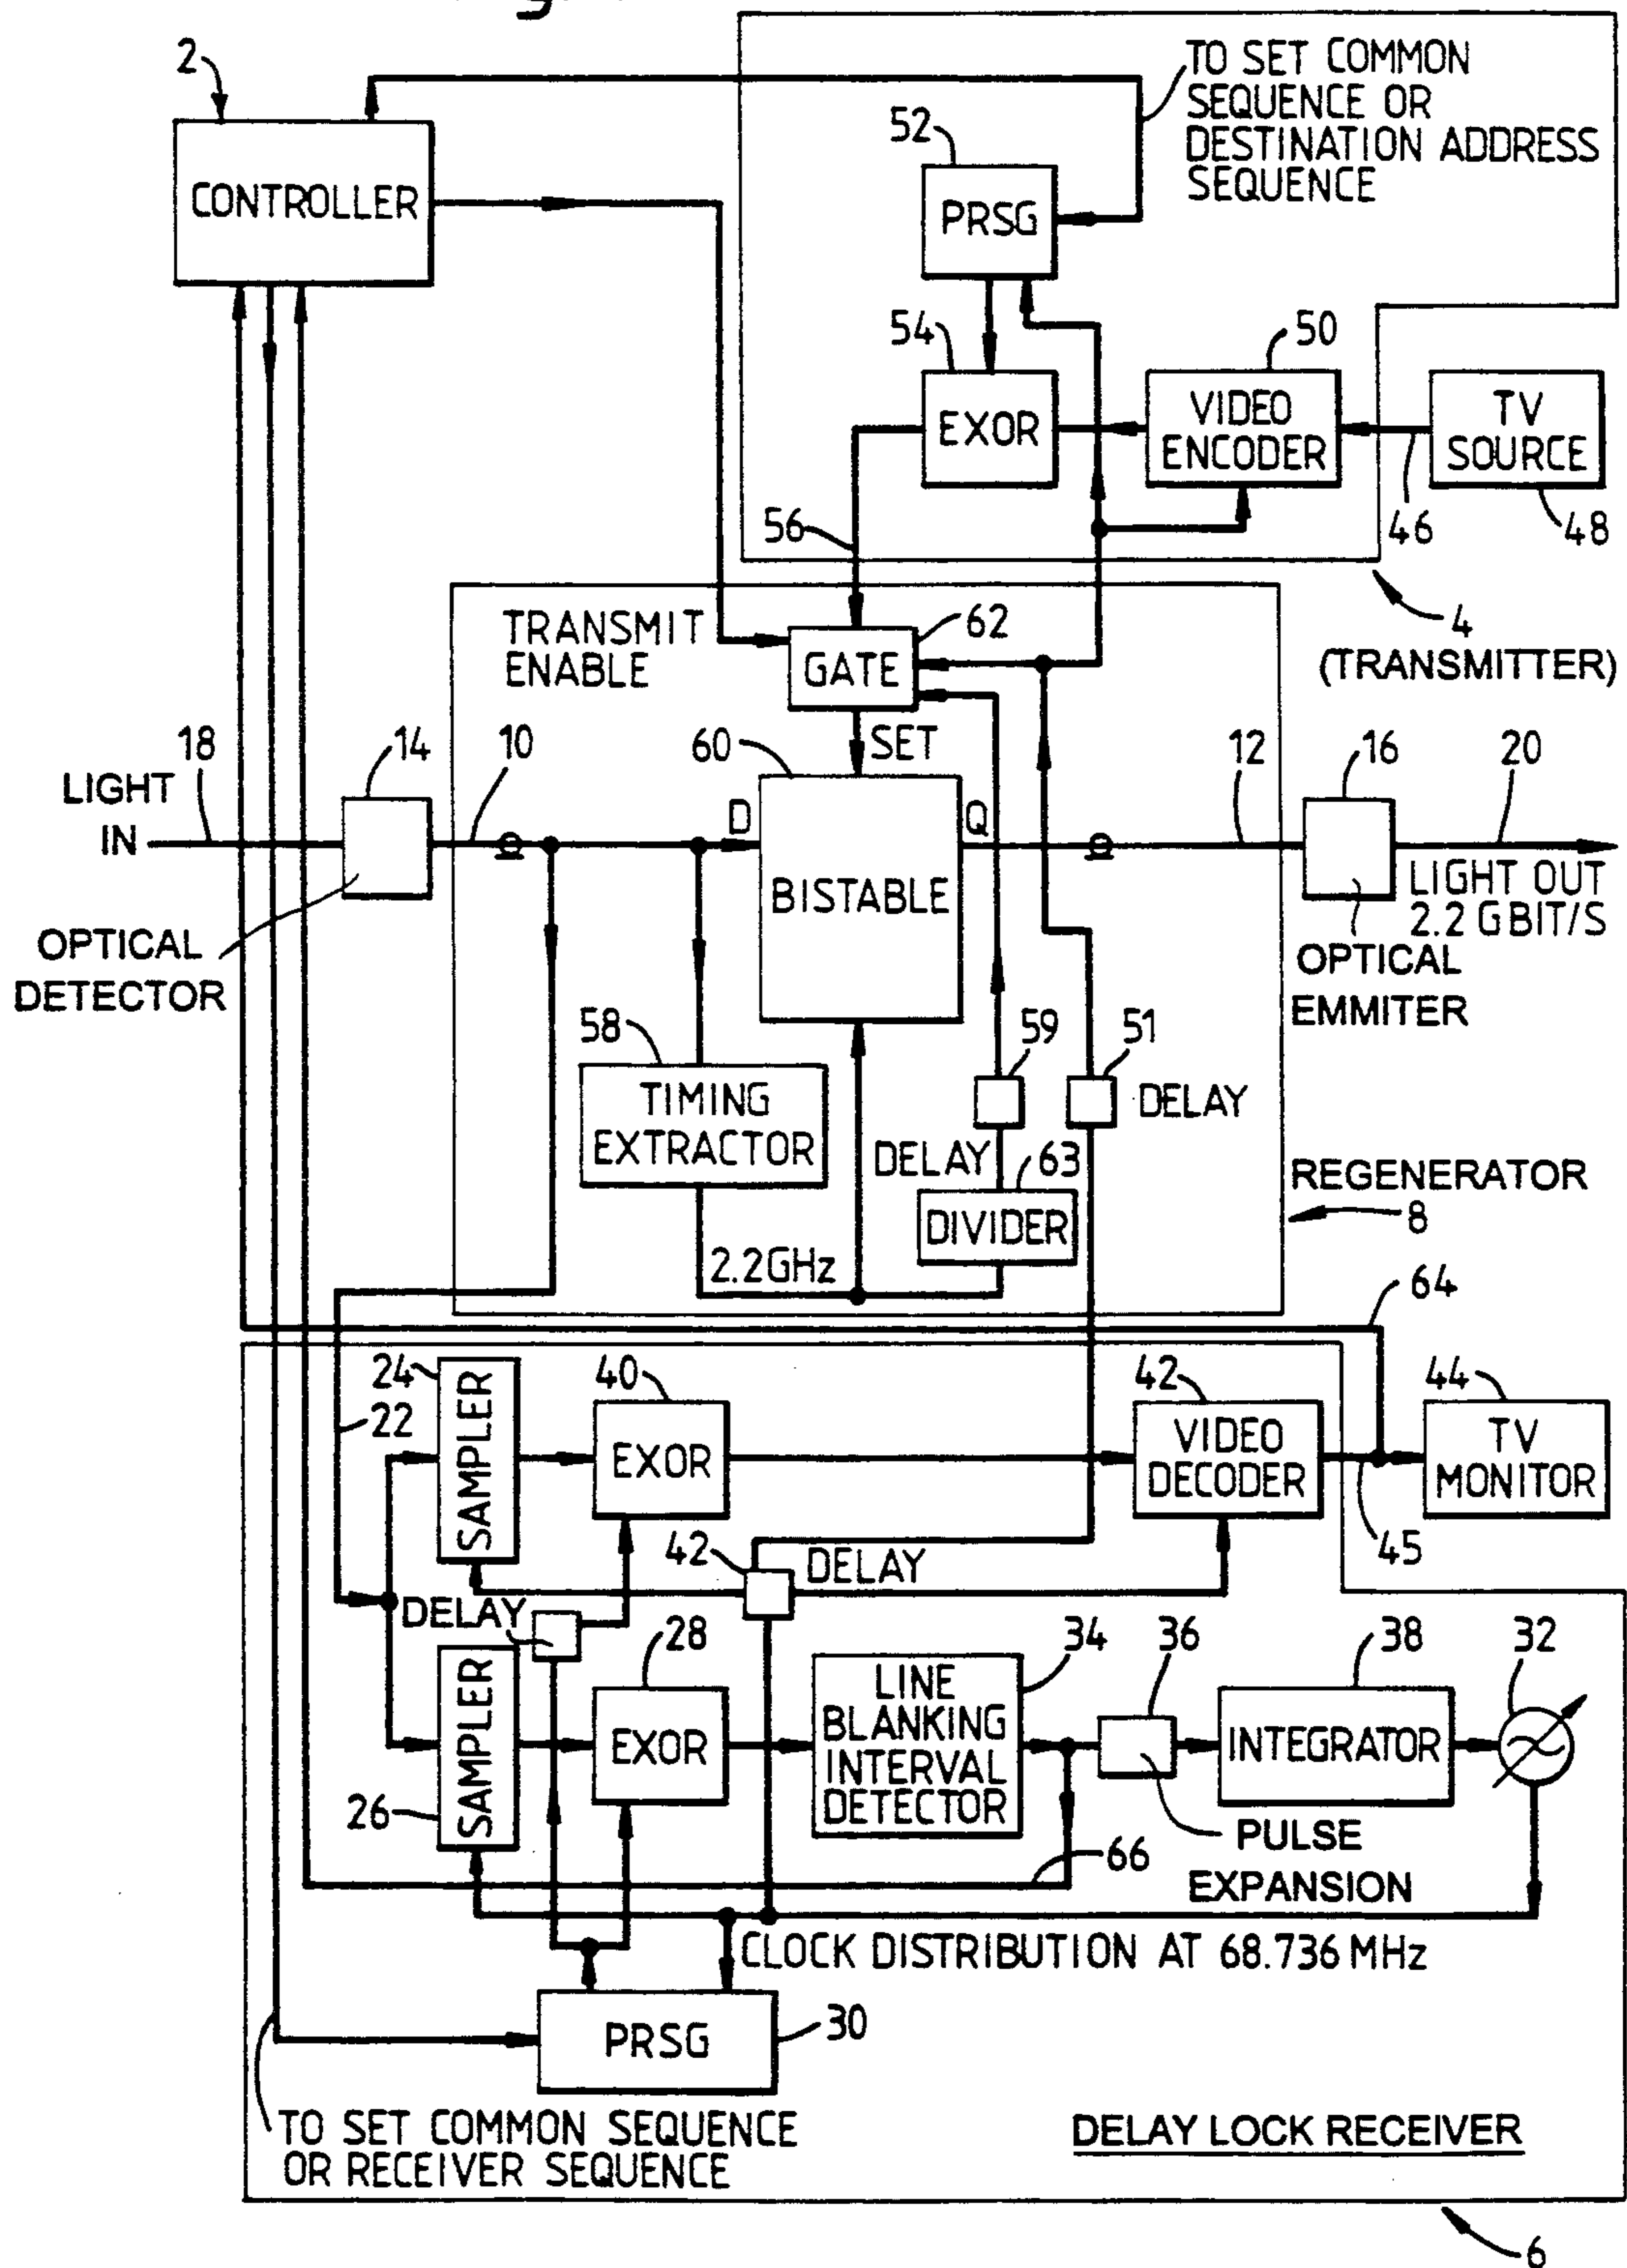 2
CONTROLLER
TO SET COMMON
SEQUENCE OR
DESTINATION ADDRESS
SEQUENCE
52
PRSG
54
EXOR
50
VIDEO
ENCODER
TV
SOURCE
46
48
56
4
(TRANSMITTER)
TRANSMIT
ENABLE
62
GATE
SET
18
LIGHT
IN
14
10
60
D
Q
BISTABLE
12
16
20
LIGHT OUT
2.2 GBIT/S
OPTICAL
DETECTOR
OPTICAL
EMMITER
58
TIMING
EXTRACTOR
59
51
DELAY
DELAY
63
DIVIDER
2.2GHz
REGENERATOR
8
64
24
SAMPLER
22
40
EXOR
42
VIDEO
DECODER
44
TV
MONITOR
45
42
DELAY
DELAY
26
SAMPLER
28
EXOR
34
LINE
BLANKING
INTERVAL
DETECTOR
36
38
INTEGRATOR
32
PULSE
EXPANSION
66
CLOCK DISTRIBUTION AT 68.736 MHz
PRSG
30
TO SET COMMON SEQUENCE
OR RECEIVER SEQUENCE
DELAY LOCK RECEIVER
6